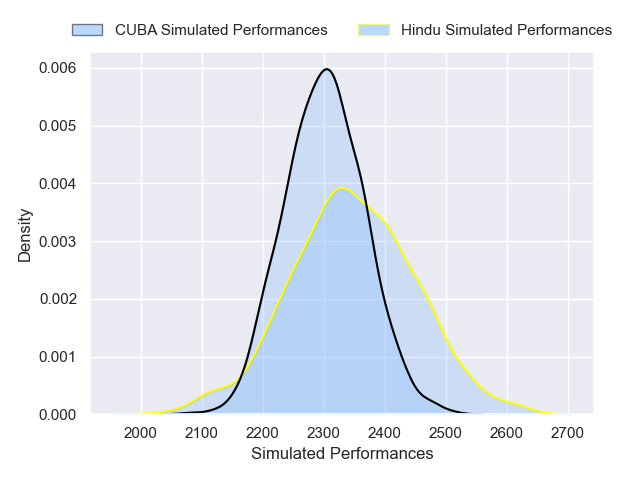 CUBA Simulated Performances
Hindu Simulated Performances
0.006
0.005
0.004
0.003
0.002
0.001
0.000
Density
2000 2100 2200 2300 2400 2500 2600 2700
Simulated Performances